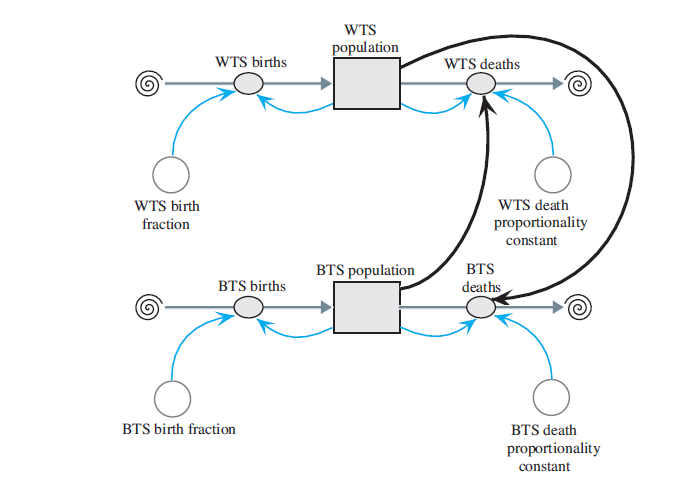 WTS
population
WTS births
WTS deaths
WTS birth
fraction
WTS death
proportionality
constant
BTS births
BTS population
BTS
deaths
BTS birth fraction
BTS death
proportionality
constant